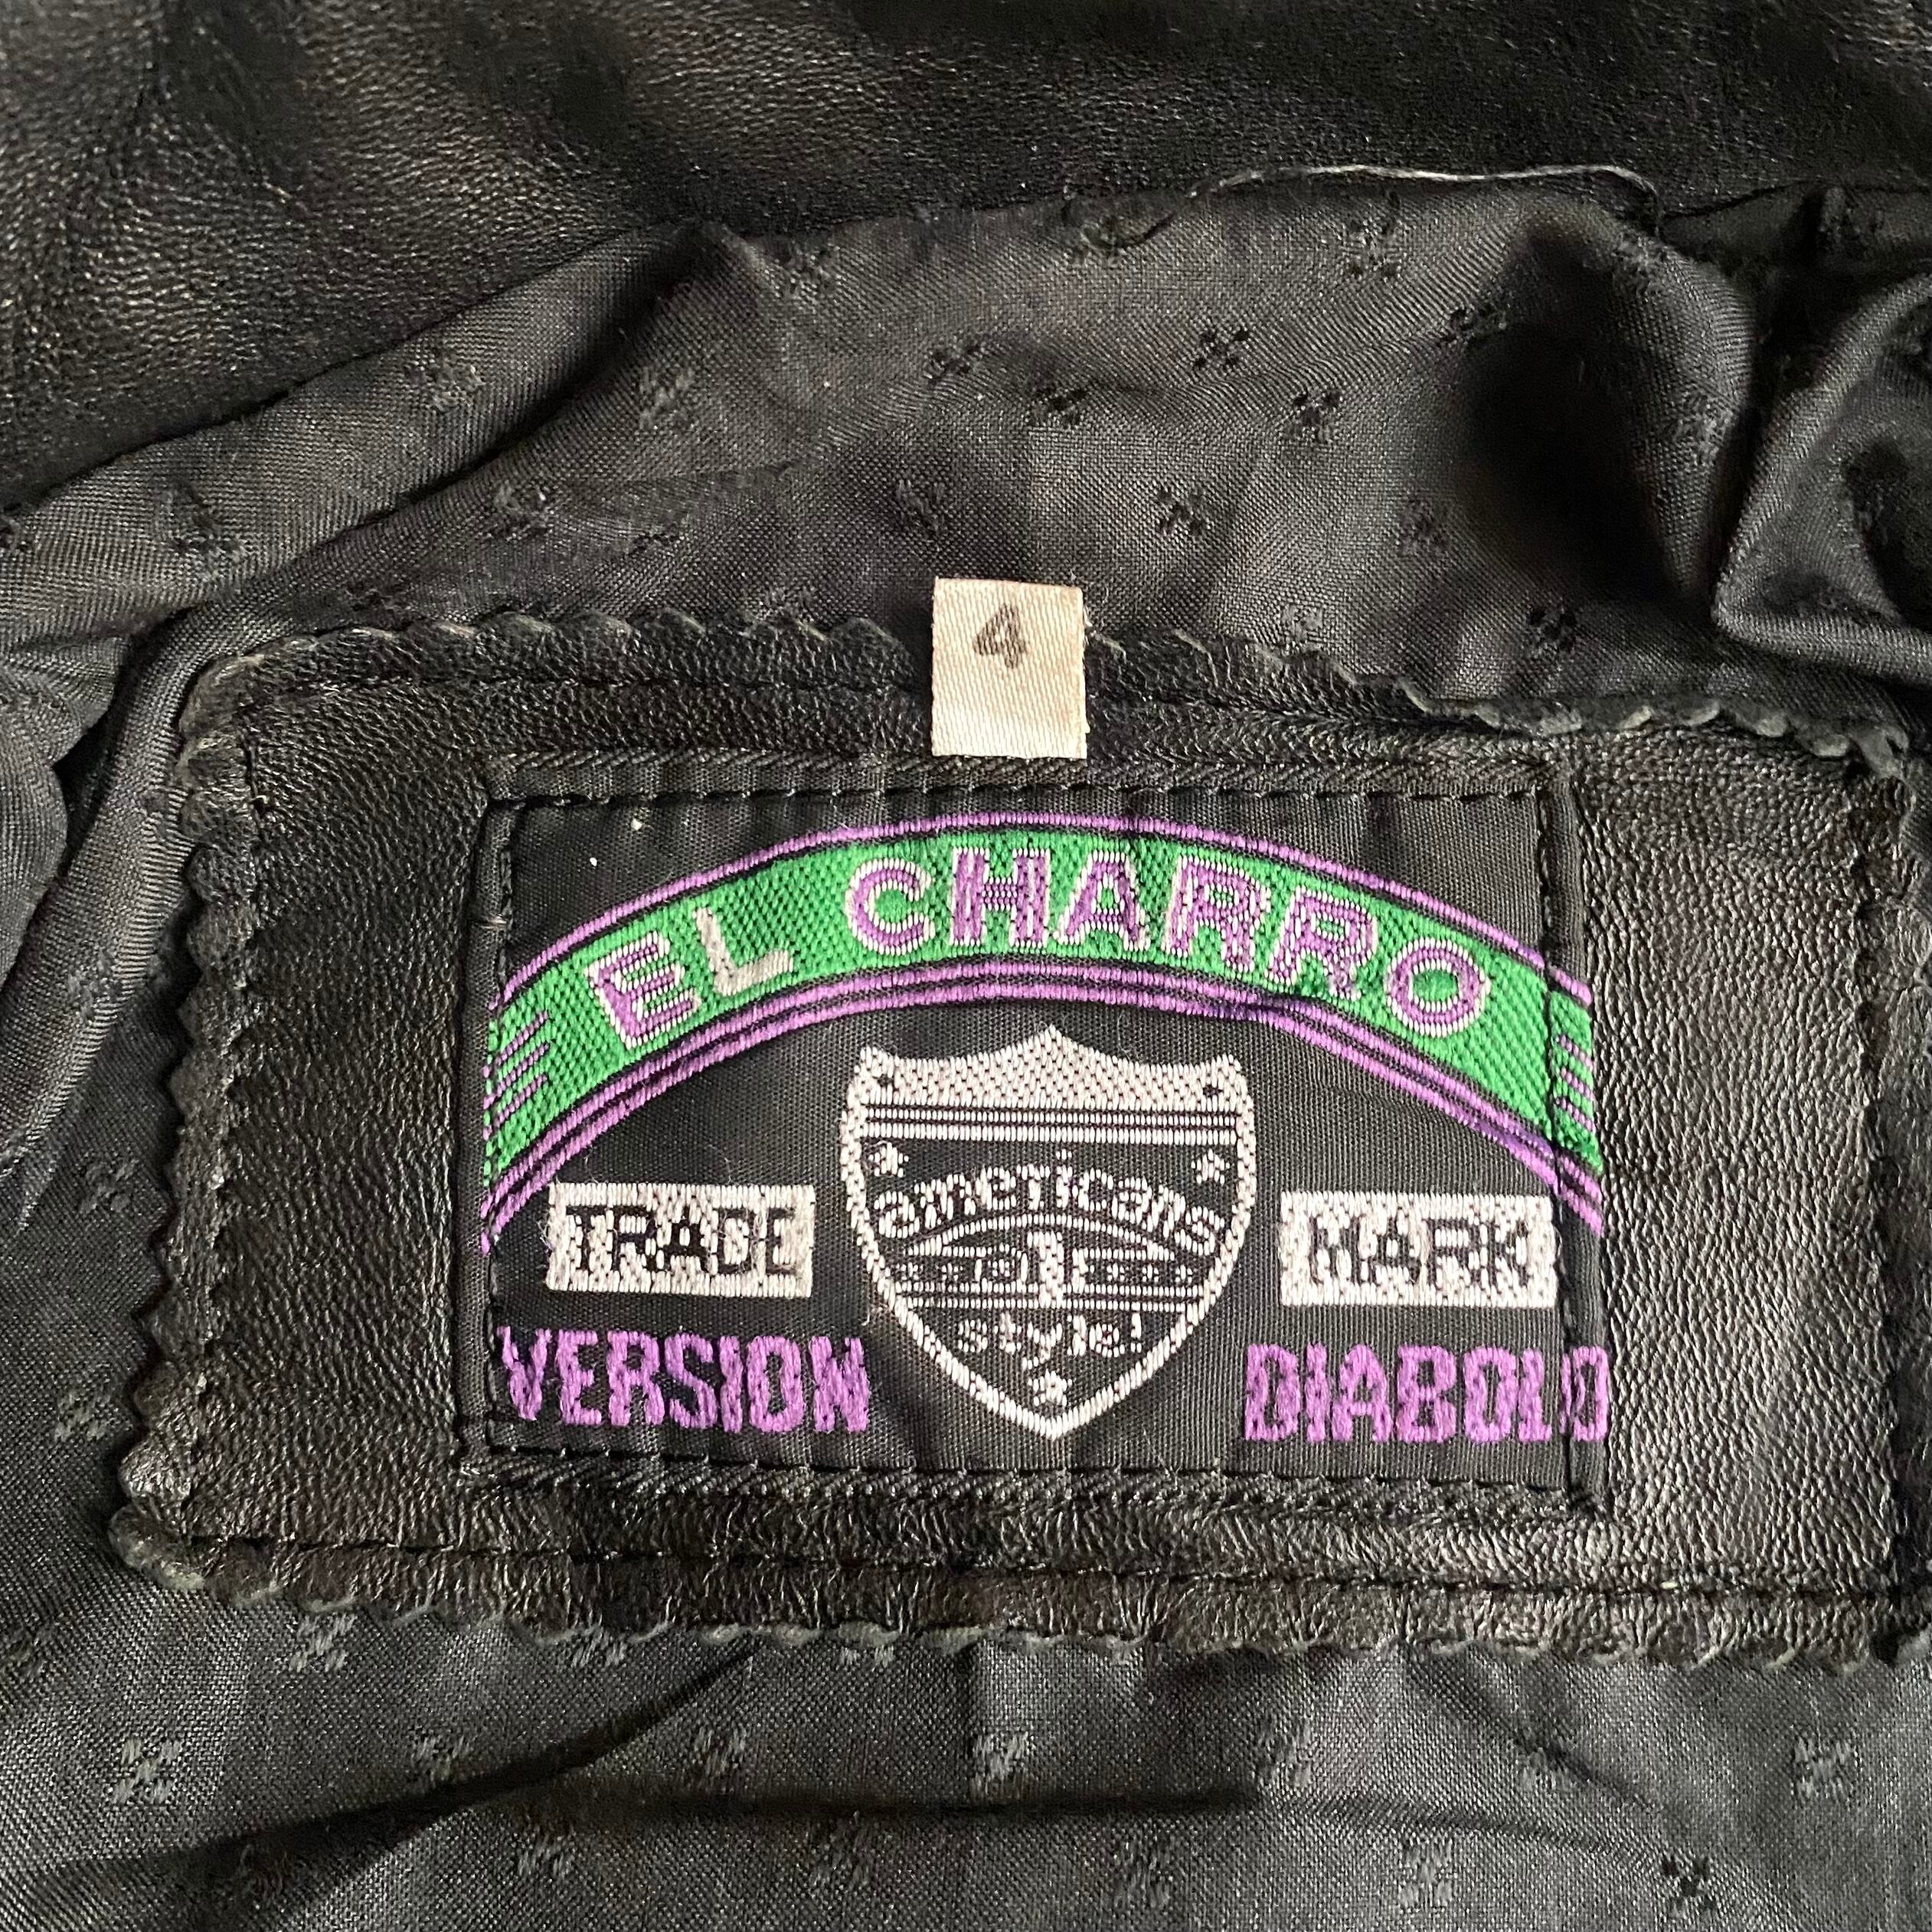 4
EL CHARRO
americans
style!
TRADE MARK
VERSION DIABOLO